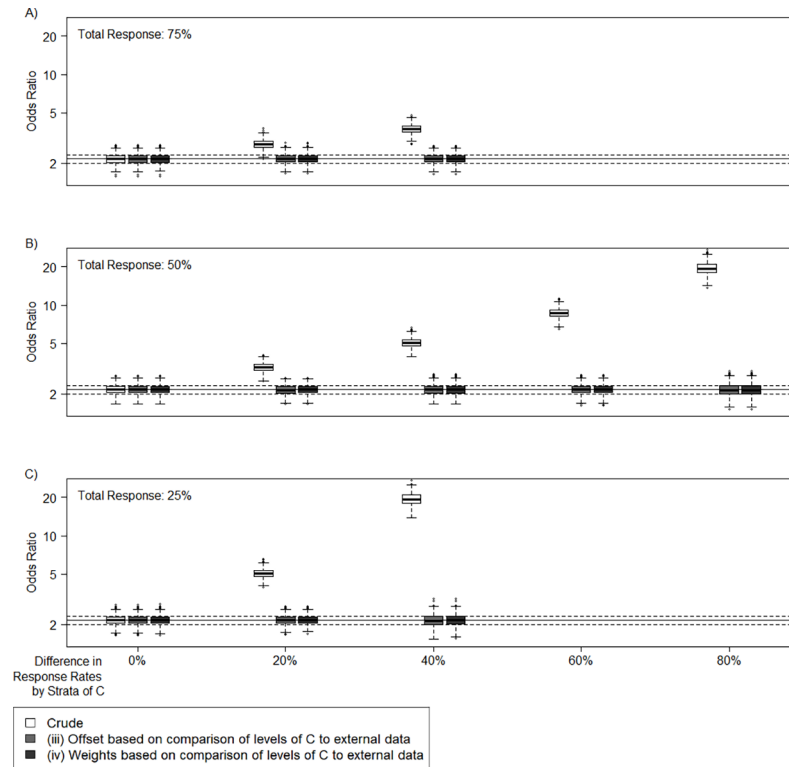 A)
Total Response: 75%
Odds Ratio
20
10
5
2
B)
Total Response: 50%
Odds Ratio
20
10
5
2
C)
Total Response: 25%
Odds Ratio
20
10
5
2
Difference in
Response Rates
by Strata of C
0%
20%
40%
60%
80%
Crude
(iii) Offset based on comparison of levels of C to external data
(iv) Weights based on comparison of levels of C to external data